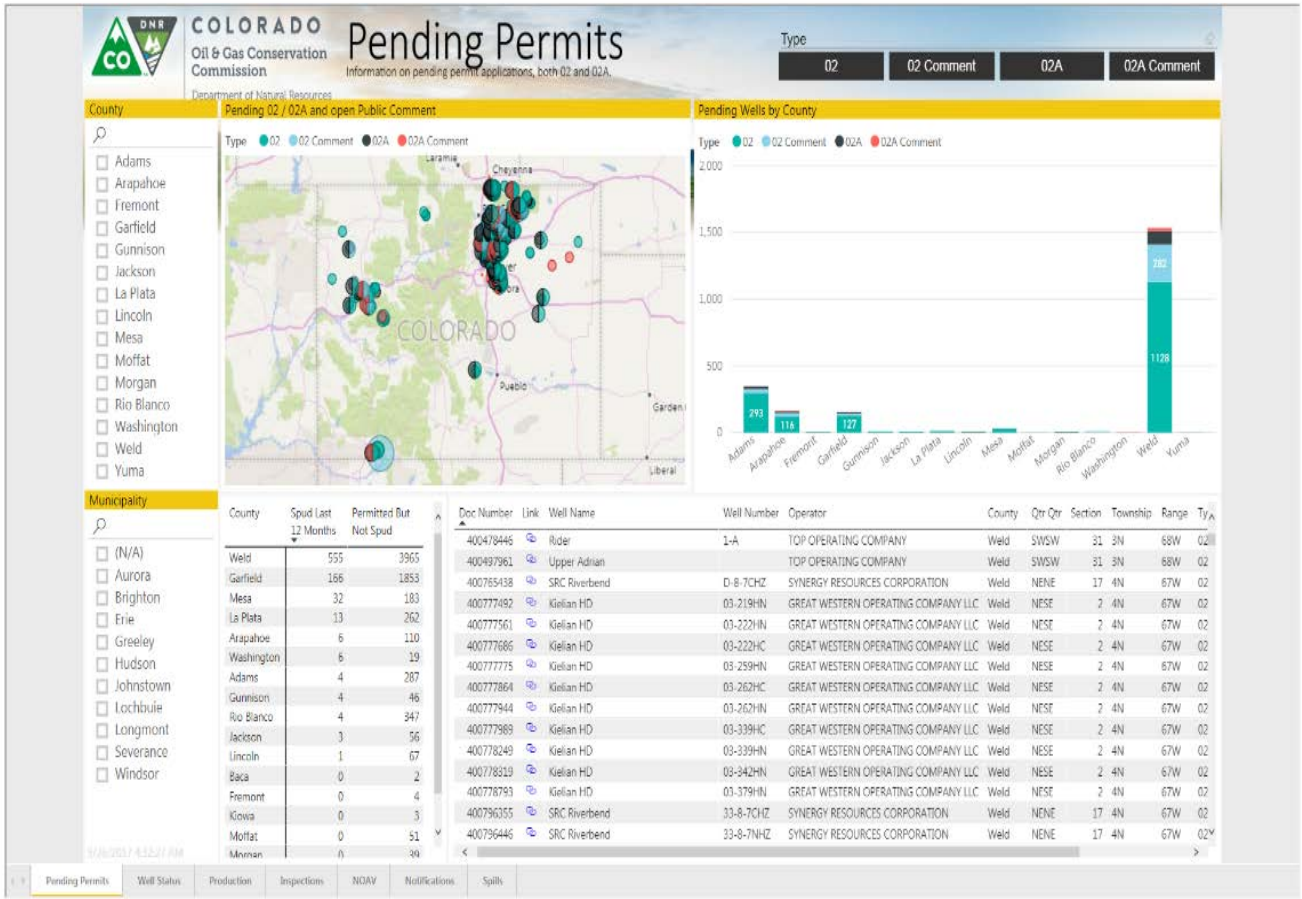 DNR
CO
COLORADO
Oil & Gas Conservation
Commission
Department of Natural Resources
Pending Permits
Information on pending permit applications, both 02 and 02A.
Type
02 02 Comment 02A 02A Comment
County
Adams
Arapahoe
Fremont
Garfield
Gunnison
Jackson
La Plata
Lincoln
Mesa
Moffat
Morgan
Rio Blanco
Washington
Weld
Yuma
Municipality
(N/A)
Aurora
Brighton
Erie
Greeley
Hudson
Johnstown
Lochbuie
Longmont
Severance
Windsor
Pending 02 / 02A and open Public Comment
Type 02 02 Comment 02A 02A Comment
Laramie
Cheyenne
COLORADO
Pueblo
Garden
Liberal
Pending Wells by County
Type 02 02 Comment 02A 02A Comment
2,000
1,500
1,000
500
0
293
116
127
282
1128
Adams Arapahoe Fremont Garfield Gunnison Jackson La Plata Lincoln Mesa Moffat Morgan Rio Blanco Washington Weld Yuma
County Spud Last 12 Months Permitted But Not Spud
Weld 555 3965
Garfield 166 1853
Mesa 32 183
La Plata 13 262
Arapahoe 6 110
Washington 6 19
Adams 4 287
Gunnison 4 46
Rio Blanco 4 347
Jackson 3 56
Lincoln 1 67
Baca 0 2
Fremont 0 4
Kiowa 0 3
Moffat 0 51
Morgan 0 39
Doc Number Link Well Name Well Number Operator County Qtr Qtr Section Township Range Ty
400478446 Rider 1-A TOP OPERATING COMPANY Weld SWSW 31 3N 68W 02
400497961 Upper Adrian TOP OPERATING COMPANY Weld SWSW 31 3N 68W 02
400765438 SRC Riverbend D-8-7CHZ SYNERGY RESOURCES CORPORATION Weld NENE 17 4N 67W 02
400777492 Kielian HD 03-219HN GREAT WESTERN OPERATING COMPANY LLC Weld NESE 2 4N 67W 02
400777561 Kielian HD 03-222HN GREAT WESTERN OPERATING COMPANY LLC Weld NESE 2 4N 67W 02
400777686 Kielian HD 03-222HC GREAT WESTERN OPERATING COMPANY LLC Weld NESE 2 4N 67W 02
400777775 Kielian HD 03-259HN GREAT WESTERN OPERATING COMPANY LLC Weld NESE 2 4N 67W 02
400777864 Kielian HD 03-262HC GREAT WESTERN OPERATING COMPANY LLC Weld NESE 2 4N 67W 02
400777944 Kielian HD 03-262HN GREAT WESTERN OPERATING COMPANY LLC Weld NESE 2 4N 67W 02
400777989 Kielian HD 03-339HC GREAT WESTERN OPERATING COMPANY LLC Weld NESE 2 4N 67W 02
400778249 Kielian HD 03-339HN GREAT WESTERN OPERATING COMPANY LLC Weld NESE 2 4N 67W 02
400778319 Kielian HD 03-342HN GREAT WESTERN OPERATING COMPANY LLC Weld NESE 2 4N 67W 02
400778793 Kielian HD 03-379HN GREAT WESTERN OPERATING COMPANY LLC Weld NESE 2 4N 67W 02
400796355 SRC Riverbend 33-8-7CHZ SYNERGY RESOURCES CORPORATION Weld NENE 17 4N 67W 02
400796446 SRC Riverbend 33-8-7NHZ SYNERGY RESOURCES CORPORATION Weld NENE 17 4N 67W 02
Pending Permits Well Status Production Inspections NOAV Notifications Spills